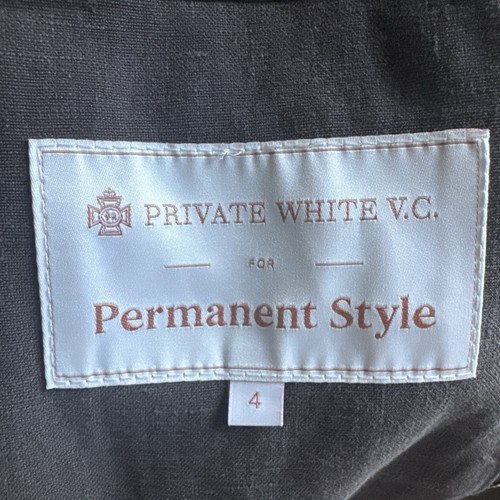 PRIVATE WHITE V.C.
FOR
Permanent Style
4